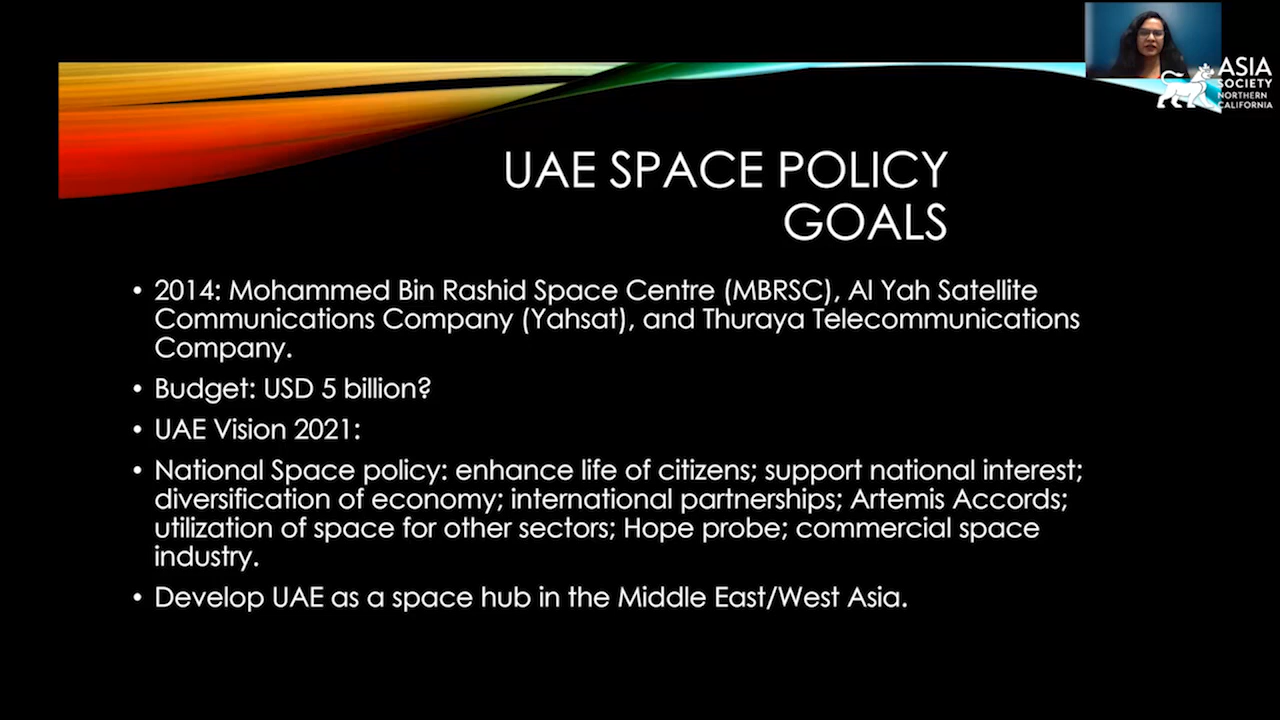 ASIA
SOCIETY
NORTHERN
CALIFORNIA
UAE SPACE POLICY
GOALS
• 2014: Mohammed Bin Rashid Space Centre (MBRSC), Al Yah Satellite
Communications Company (Yahsat), and Thuraya Telecommunications
Company.
• Budget: USD 5 billion?
• UAE Vision 2021:
• National Space policy: enhance life of citizens; support national interest;
diversification of economy; international partnerships; Artemis Accords;
utilization of space for other sectors; Hope probe; commercial space
industry.
• Develop UAE as a space hub in the Middle East/West Asia.